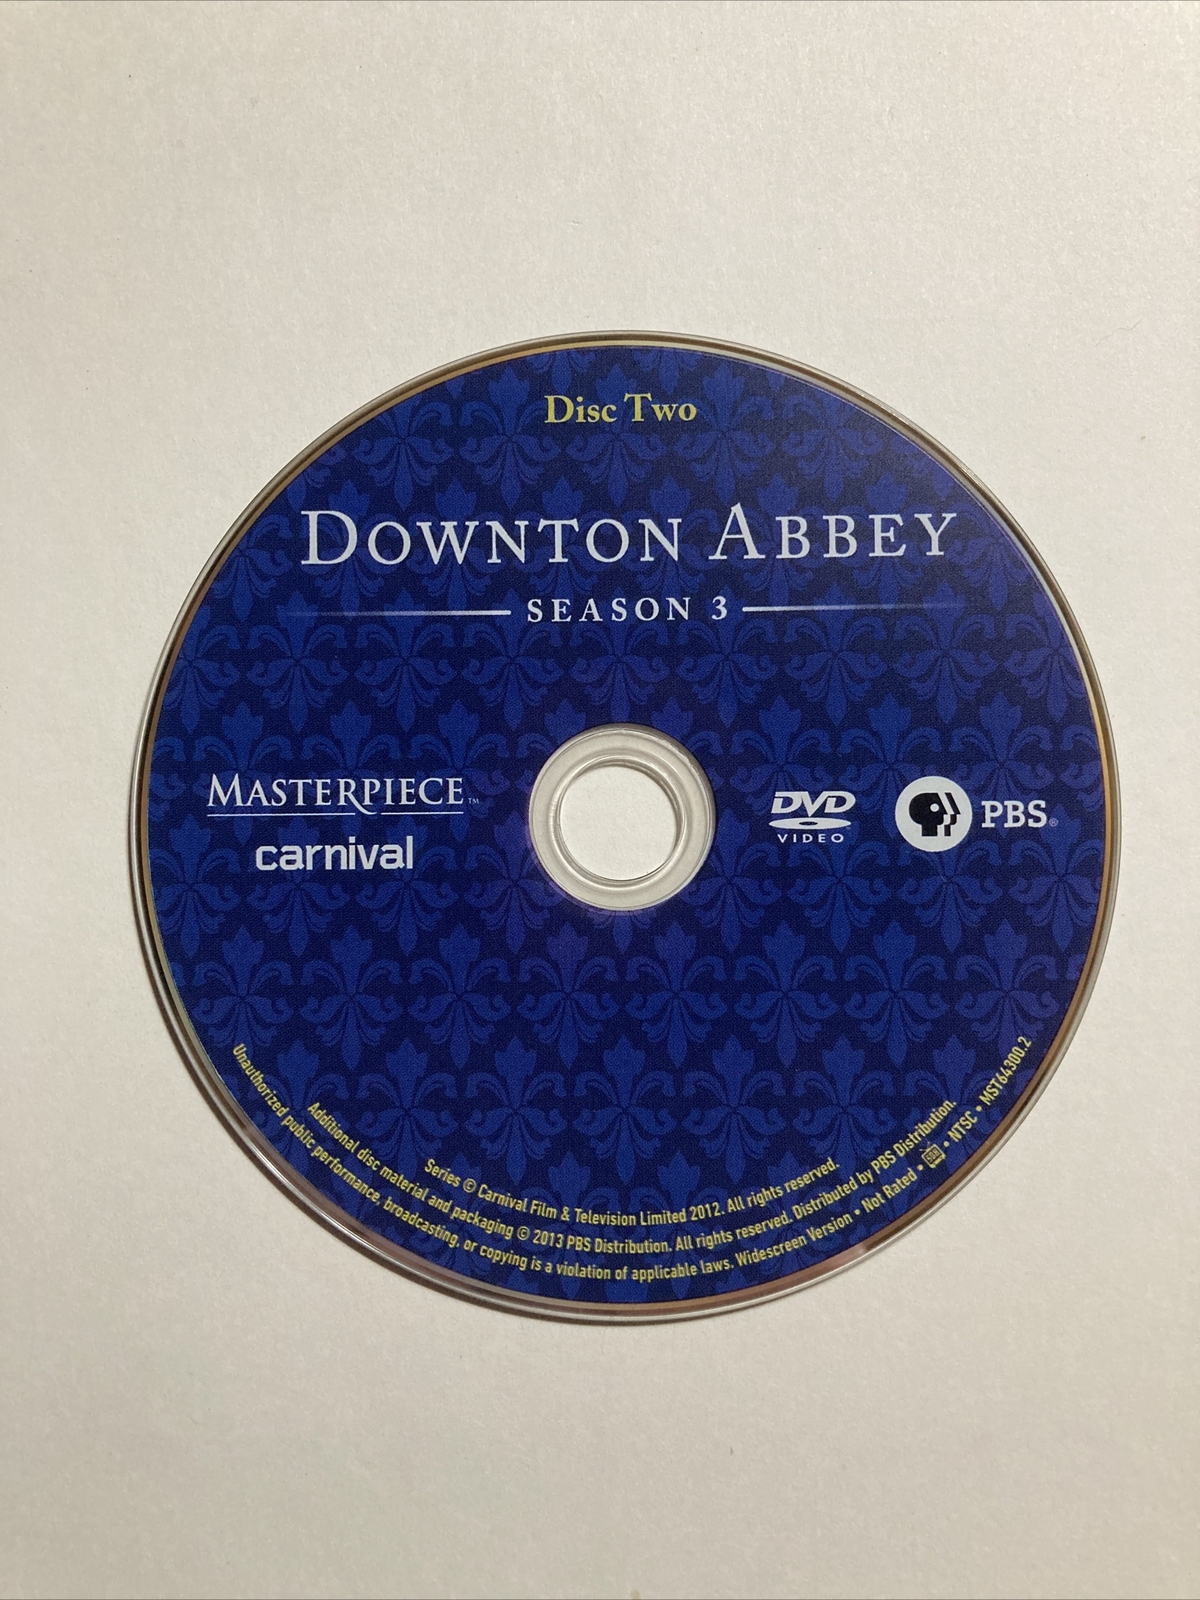 Disc Two
DOWNTON ABBEY
SEASON 3
MASTERPIECE™
carnival
DVD
VIDEO
PBS®
Series © Carnival Film & Television Limited 2012. All rights reserved.
Additional disc material and packaging © 2013 PBS Distribution. All rights reserved. Distributed by PBS Distribution.
Unauthorized public performance, broadcasting, or copying is a violation of applicable laws. Widescreen Version • Not Rated • SDH • NTSC • MST64300.2